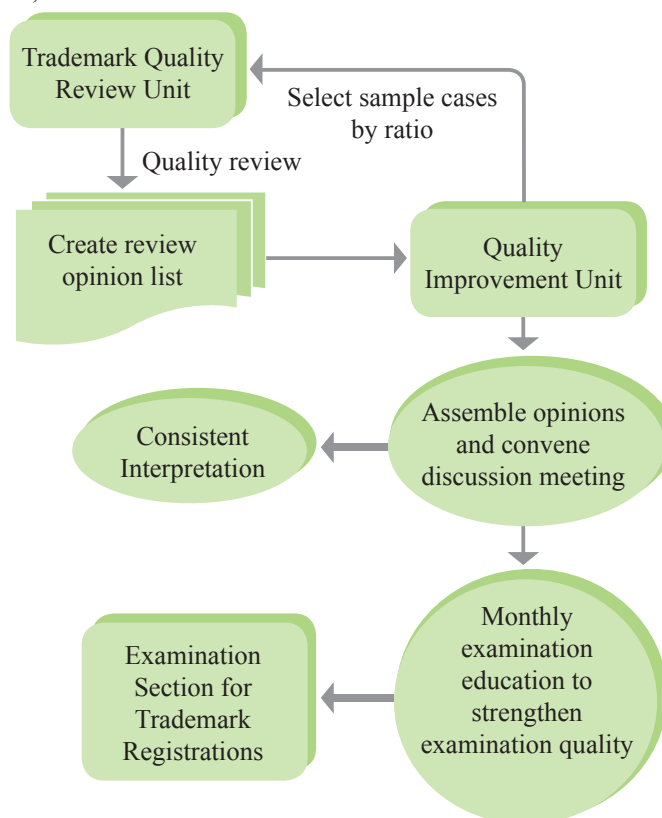 Trademark Quality
Review Unit
Select sample cases
by ratio
Quality review
Create review
opinion list
Quality
Improvement Unit
Assemble opinions
and convene
discussion meeting
Consistent
Interpretation
Monthly
examination
education to
strengthen
examination quality
Examination
Section for
Trademark
Registrations